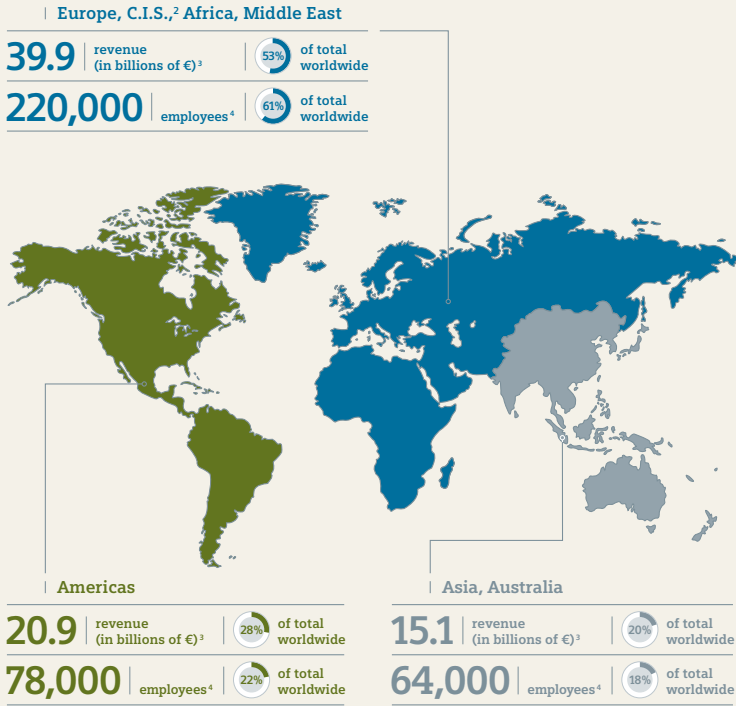 Europe, C.I.S.,² Africa, Middle East
39.9 revenue (in billions of €)³ 53% of total worldwide
220,000 employees⁴ 61% of total worldwide
Americas
20.9 revenue (in billions of €)³ 28% of total worldwide
78,000 employees⁴ 22% of total worldwide
Asia, Australia
15.1 revenue (in billions of €)³ 20% of total worldwide
64,000 employees⁴ 18% of total worldwide